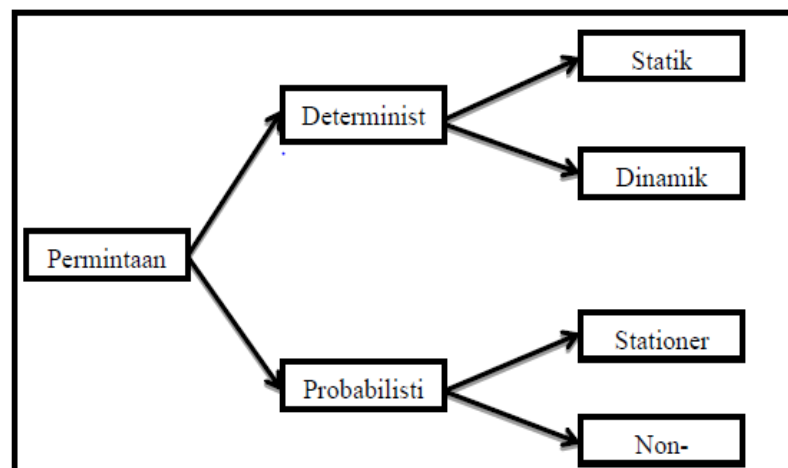 Statik
Determinist
Dinamik
Permintaan
Stationer
Probabilisti
Non-